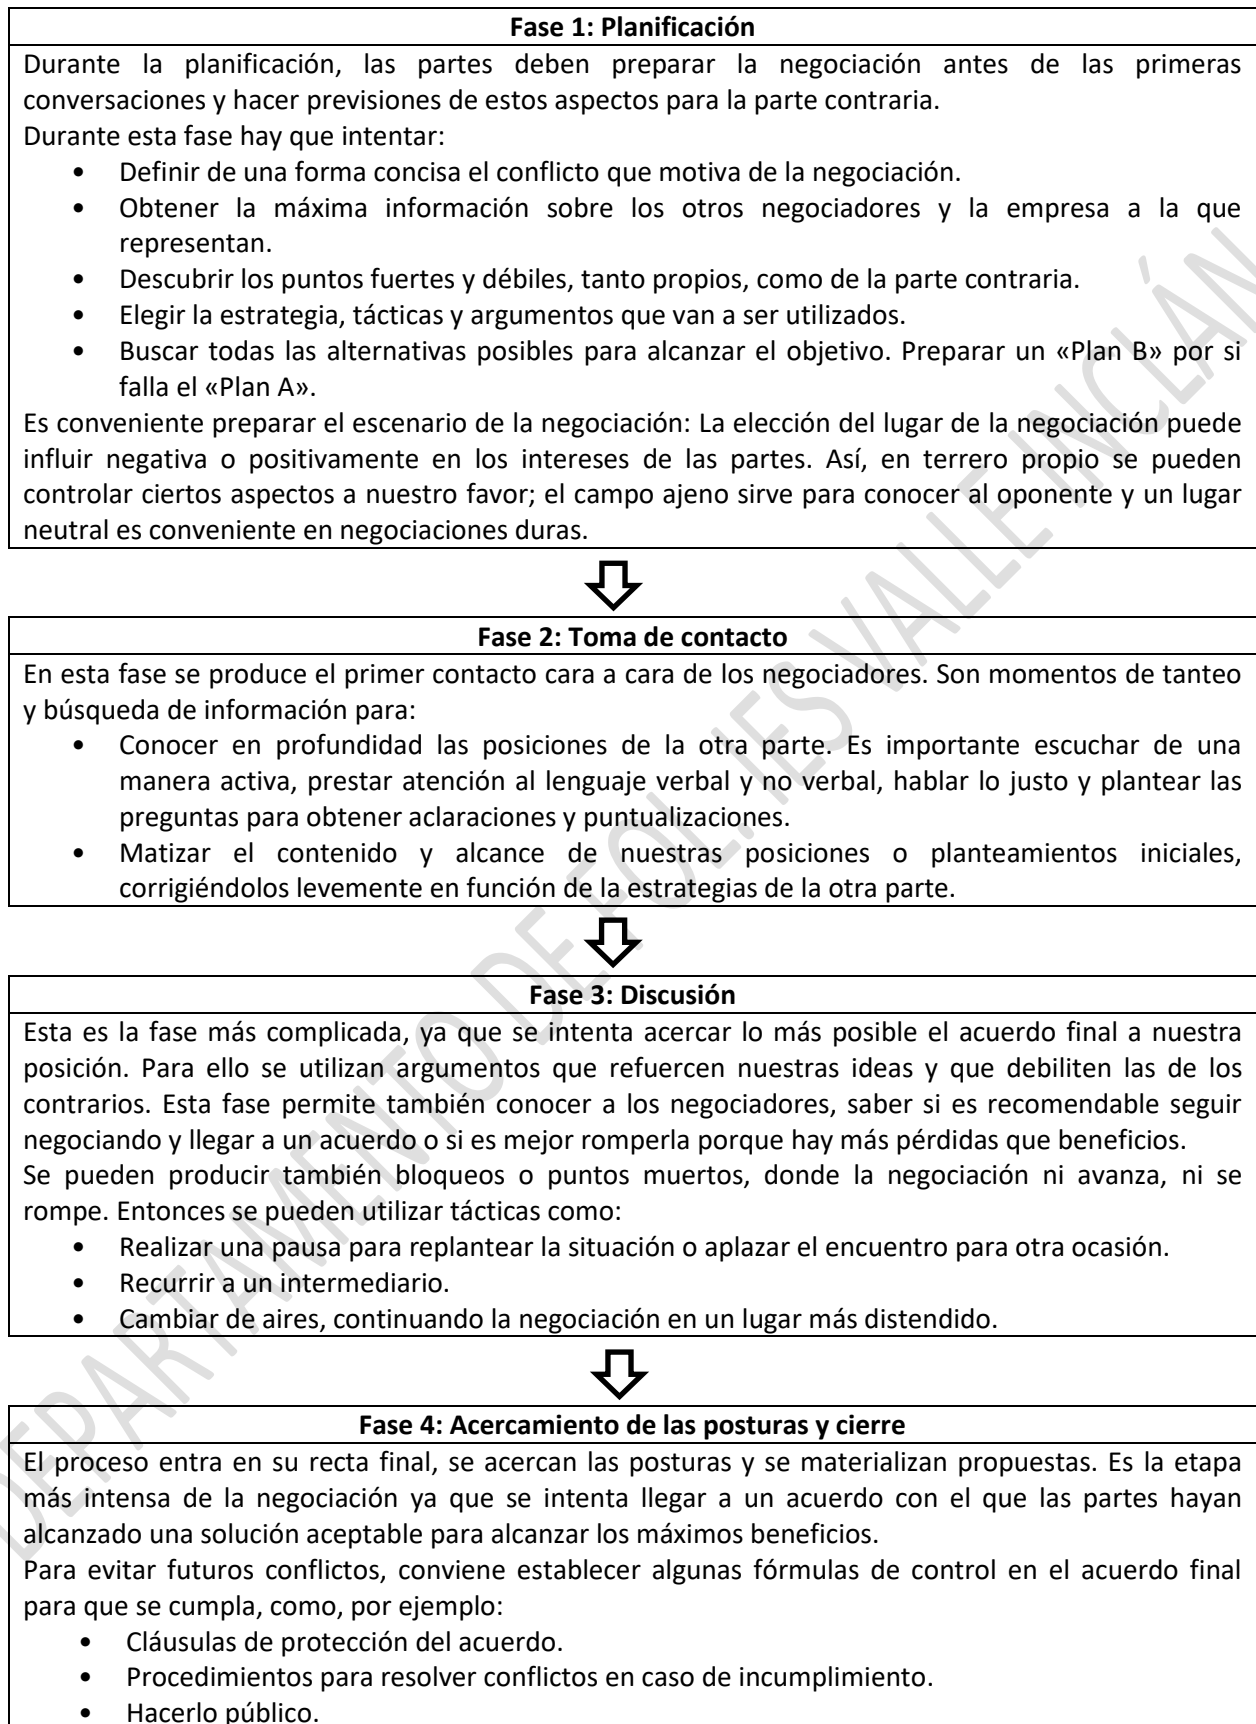 Fase 1: Planificación
Durante la planificación, las partes deben preparar la negociación antes de las primeras
conversaciones y hacer previsiones de estos aspectos para la parte contraria.
Durante esta fase hay que intentar:
• Definir de una forma concisa el conflicto que motiva de la negociación.
• Obtener la máxima información sobre los otros negociadores y la empresa a la que
representan.
• Descubrir los puntos fuertes y débiles, tanto propios, como de la parte contraria.
• Elegir la estrategia, tácticas y argumentos que van a ser utilizados.
• Buscar todas las alternativas posibles para alcanzar el objetivo. Preparar un «Plan B» por si
falla el «Plan A».
Es conveniente preparar el escenario de la negociación: La elección del lugar de la negociación puede
influir negativa o positivamente en los intereses de las partes. Así, en terrero propio se pueden
controlar ciertos aspectos a nuestro favor; el campo ajeno sirve para conocer al oponente y un lugar
neutral es conveniente en negociaciones duras.
Fase 2: Toma de contacto
En esta fase se produce el primer contacto cara a cara de los negociadores. Son momentos de tanteo
y búsqueda de información para:
• Conocer en profundidad las posiciones de la otra parte. Es importante escuchar de una
manera activa, prestar atención al lenguaje verbal y no verbal, hablar lo justo y plantear las
preguntas para obtener aclaraciones y puntualizaciones.
• Matizar el contenido y alcance de nuestras posiciones o planteamientos iniciales,
corrigiéndolos levemente en función de la estrategias de la otra parte.
Fase 3: Discusión
Esta es la fase más complicada, ya que se intenta acercar lo más posible el acuerdo final a nuestra
posición. Para ello se utilizan argumentos que refuercen nuestras ideas y que debiliten las de los
contrarios. Esta fase permite también conocer a los negociadores, saber si es recomendable seguir
negociando y llegar a un acuerdo o si es mejor romperla porque hay más pérdidas que beneficios.
Se pueden producir también bloqueos o puntos muertos, donde la negociación ni avanza, ni se
rompe. Entonces se pueden utilizar tácticas como:
• Realizar una pausa para replantear la situación o aplazar el encuentro para otra ocasión.
• Recurrir a un intermediario.
• Cambiar de aires, continuando la negociación en un lugar más distendido.
Fase 4: Acercamiento de las posturas y cierre
El proceso entra en su recta final, se acercan las posturas y se materializan propuestas. Es la etapa
más intensa de la negociación ya que se intenta llegar a un acuerdo con el que las partes hayan
alcanzado una solución aceptable para alcanzar los máximos beneficios.
Para evitar futuros conflictos, conviene establecer algunas fórmulas de control en el acuerdo final
para que se cumpla, como, por ejemplo:
• Cláusulas de protección del acuerdo.
• Procedimientos para resolver conflictos en caso de incumplimiento.
• Hacerlo público.
DEPARTAMENTO DE FOL. IES VALLE INCLÁN